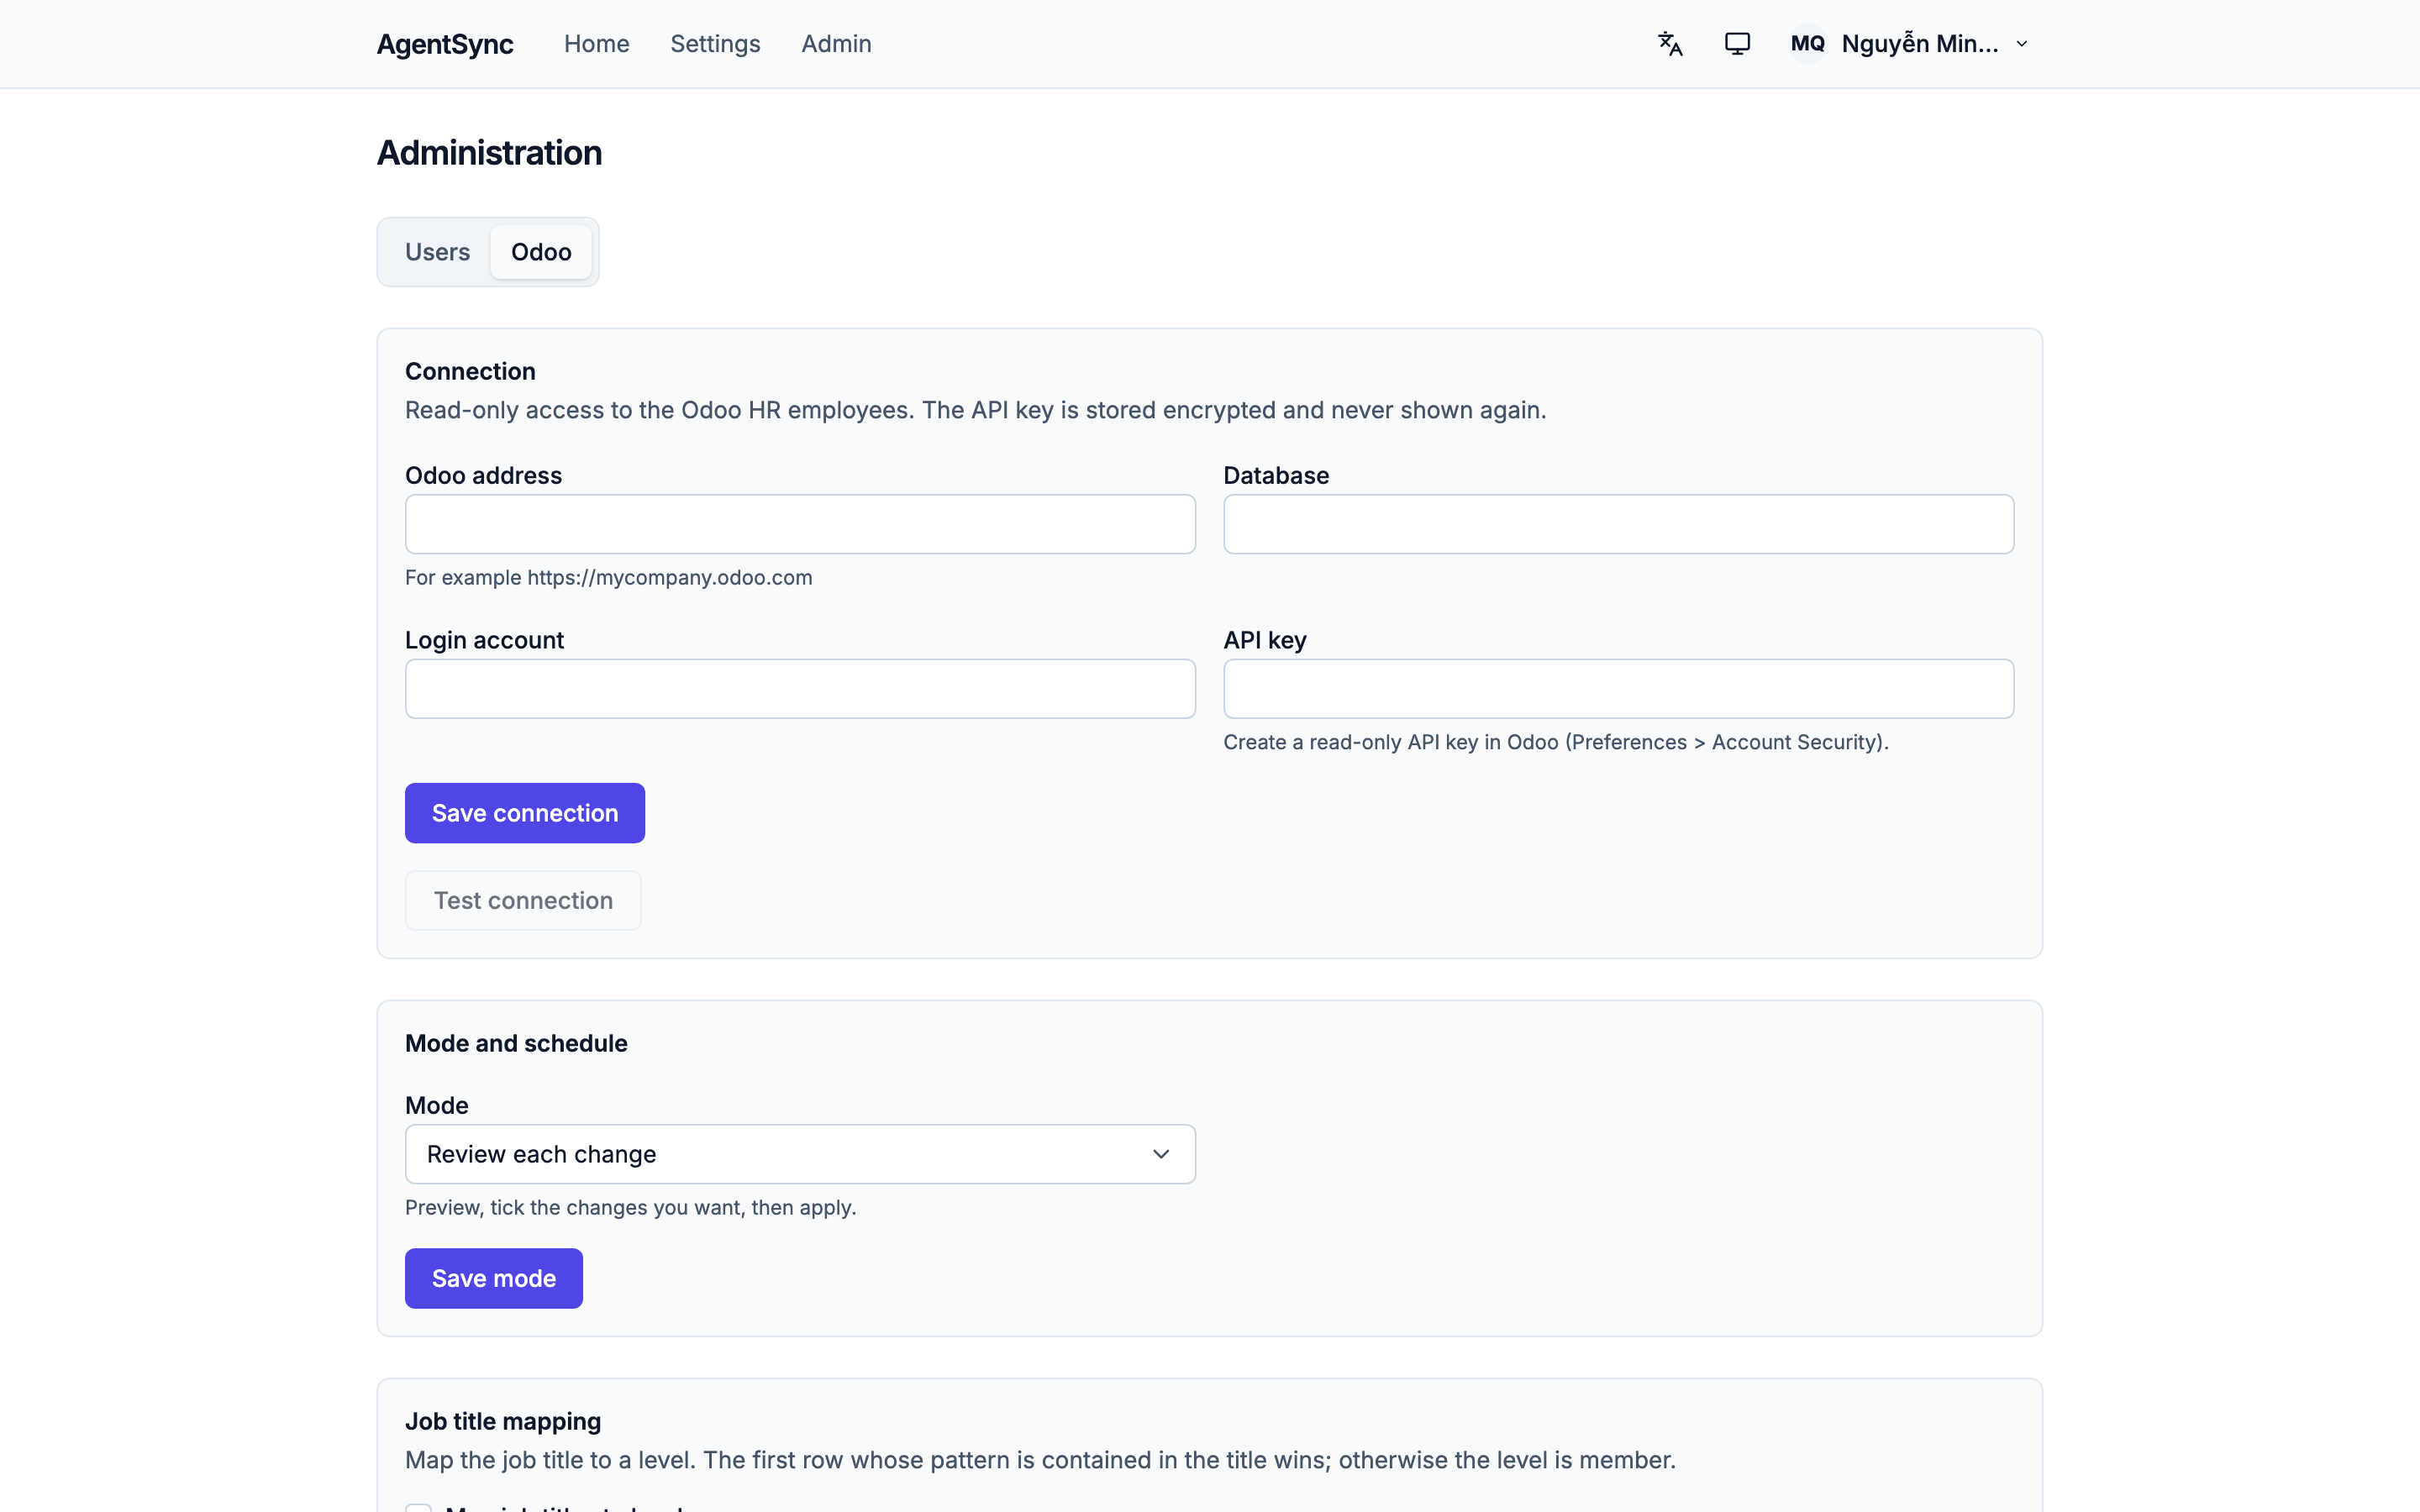 AgentSync Home Settings Admin MQ Nguyễn Min...
Administration
Users Odoo
Connection
Read-only access to the Odoo HR employees. The API key is stored encrypted and never shown again.
Odoo address Database
For example https://mycompany.odoo.com
Login account API key
Create a read-only API key in Odoo (Preferences > Account Security).
Save connection
Test connection
Mode and schedule
Mode
Review each change
Preview, tick the changes you want, then apply.
Save mode
Job title mapping
Map the job title to a level. The first row whose pattern is contained in the title wins; otherwise the level is member.